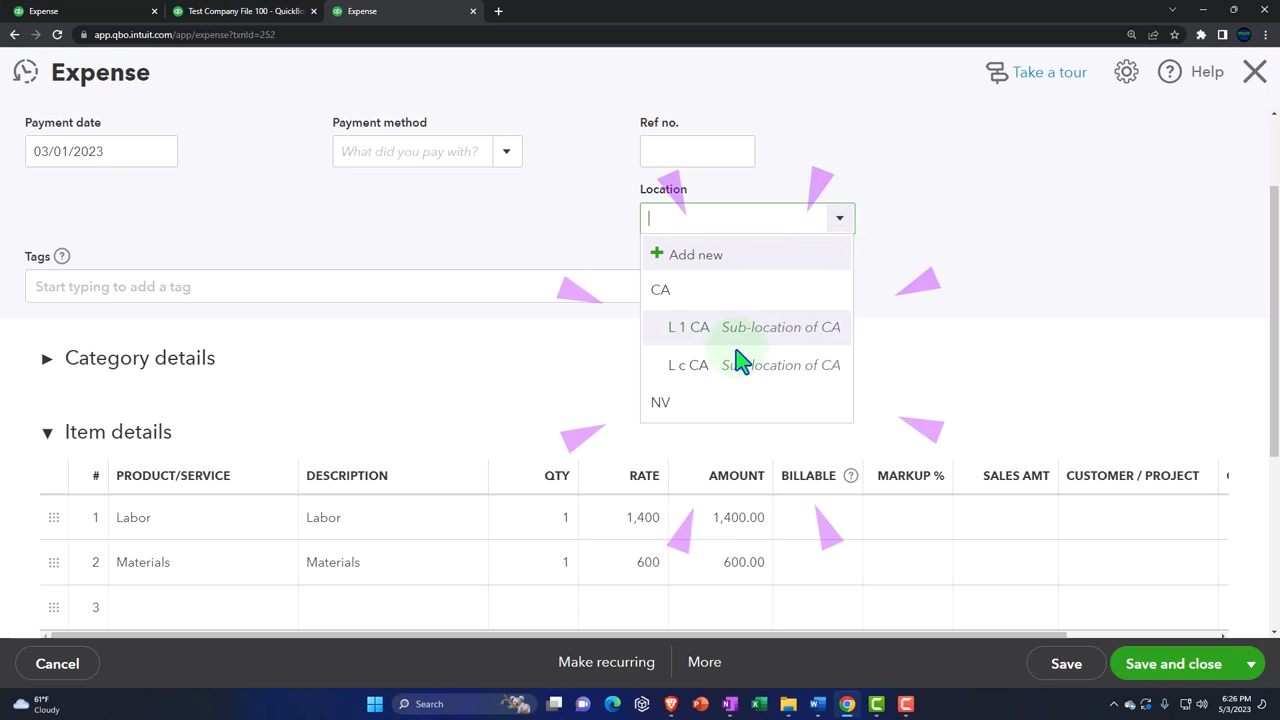 Expense
Test Company File 100 - QuickBo
Expense
app.qbo.intuit.com/app/expense?txnId=252
Expense
Take a tour
Help
Payment date
Payment method
Ref no.
03/01/2023
What did you pay with?
Location
Tags
Start typing to add a tag
Add new
CA
L 1 CA Sub-location of CA
L c CA Sub-location of CA
NV
Category details
Item details
# PRODUCT/SERVICE DESCRIPTION QTY RATE AMOUNT BILLABLE MARKUP % SALES AMT CUSTOMER / PROJECT
1 Labor Labor 1 1,400 1,400.00
2 Materials Materials 1 600 600.00
3
Cancel
Make recurring
More
Save
Save and close
61°F
Cloudy
Search
6:26 PM
5/3/2023